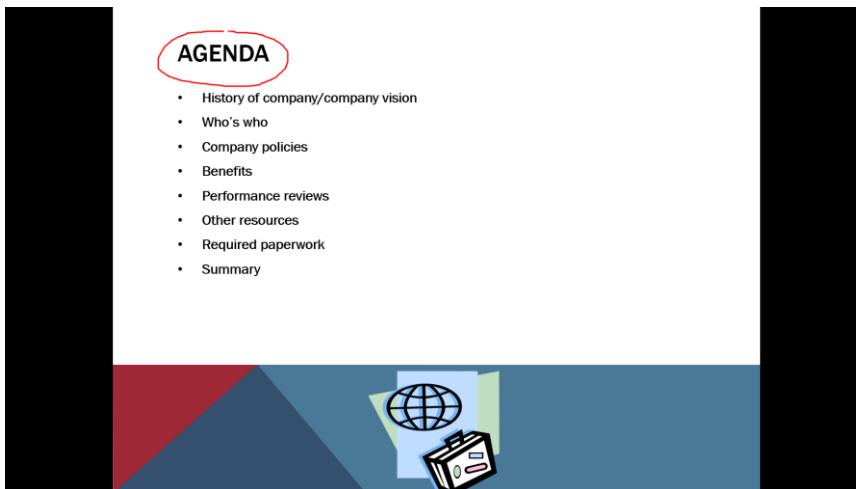 AGENDA
• History of company/company vision
• Who's who
• Company policies
• Benefits
• Performance reviews
• Other resources
• Required paperwork
• Summary